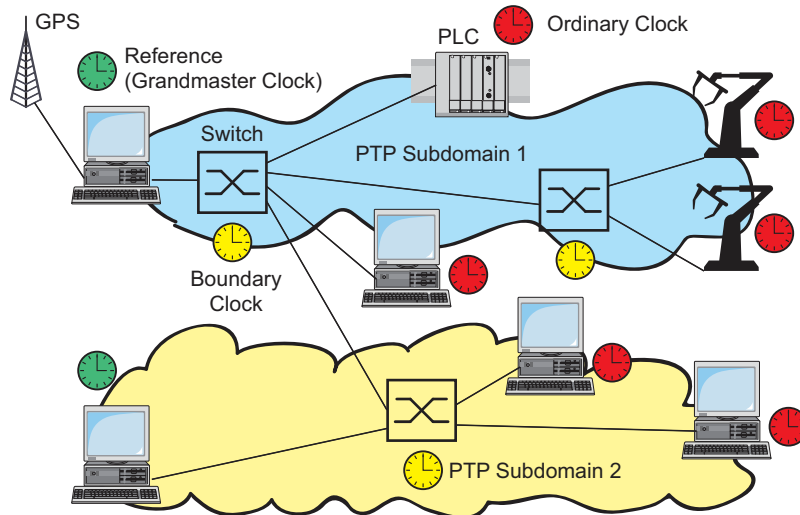 GPS
Reference
(Grandmaster Clock)
PLC
Ordinary Clock
Switch
PTP Subdomain 1
Boundary
Clock
PTP Subdomain 2